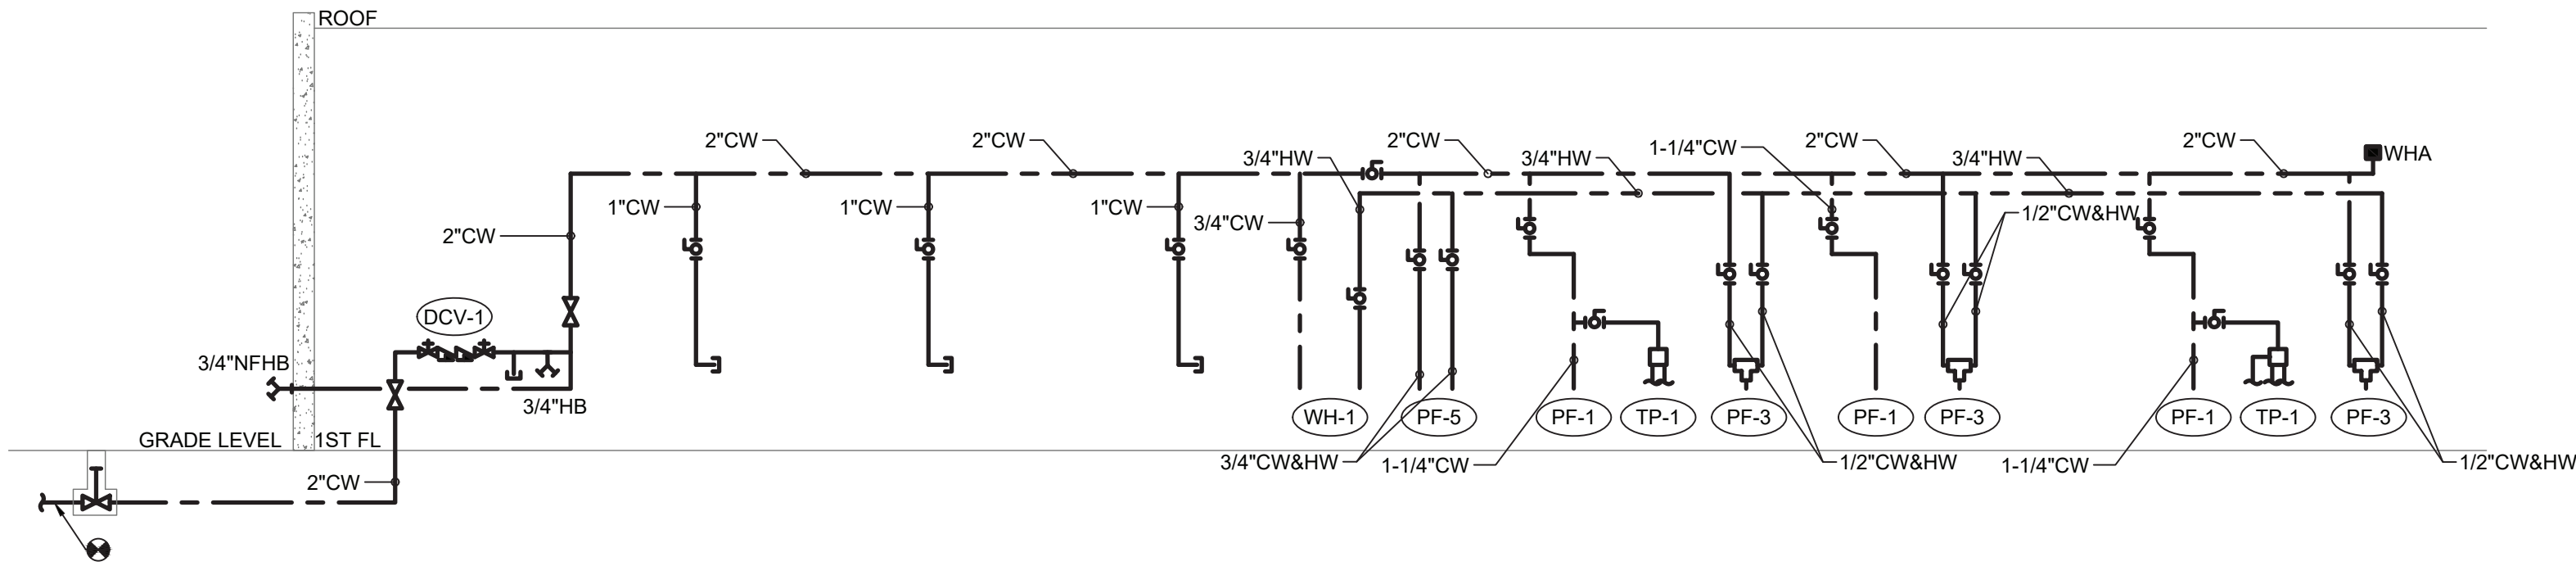 ROOF
2"CW
2"CW
2"CW
1-1/4"CW
2"CW
2"CW
WHA
3/4"HW
3/4"HW
3/4"HW
1"CW
1"CW
1"CW
3/4"CW
1/2"CW&HW
2"CW
DCV-1
3/4"NFHB
3/4"HB
WH-1
PF-5
PF-1
TP-1
PF-3
PF-1
PF-3
PF-1
TP-1
PF-3
GRADE LEVEL
1ST FL
3/4"CW&HW
1-1/4"CW
1/2"CW&HW
1-1/4"CW
1/2"CW&HW
2"CW